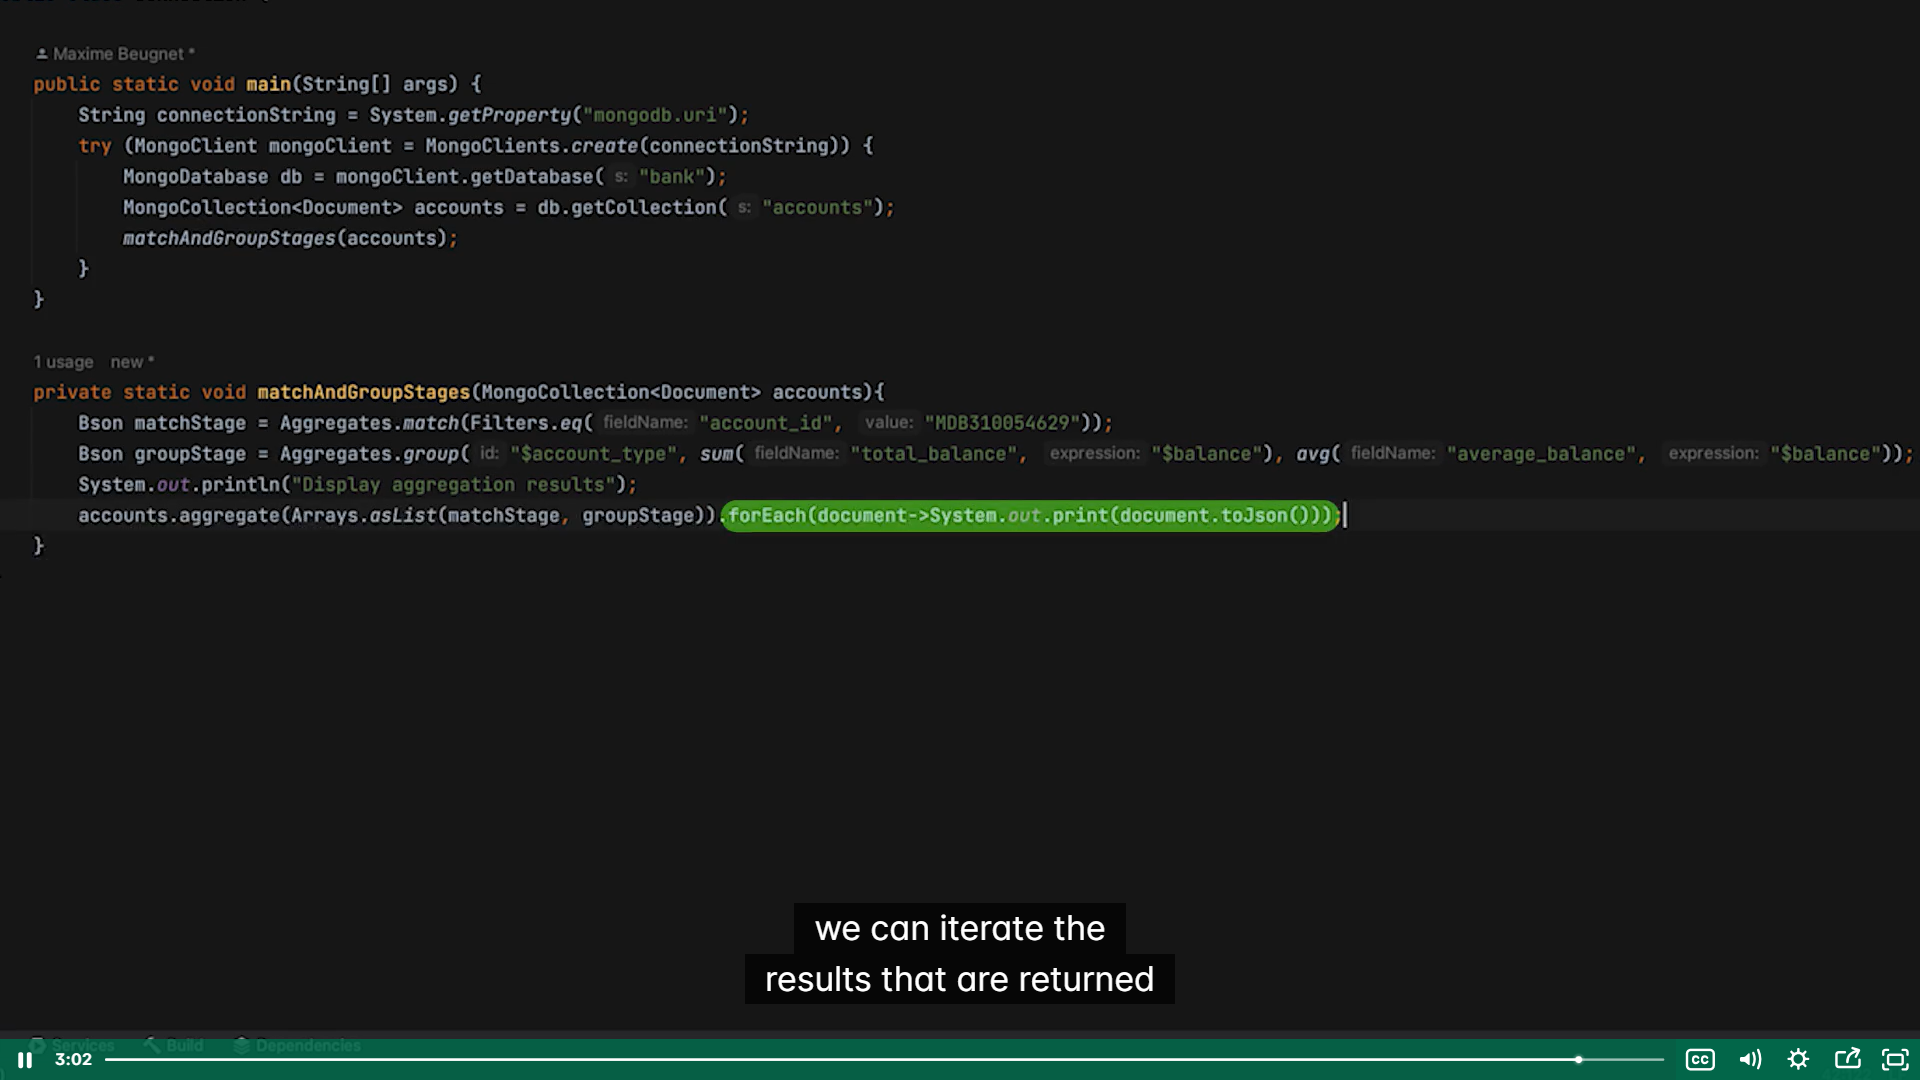 Maxime Beugnet *
public static void main(String[] args) {
String connectionString = System.getProperty("mongodb.uri");
try (MongoClient mongoClient = MongoClients.create(connectionString)) {
MongoDatabase db = mongoClient.getDatabase( s: "bank");
MongoCollection<Document> accounts = db.getCollection( s: "accounts");
matchAndGroupStages(accounts);
}
}
1 usage new *
private static void matchAndGroupStages(MongoCollection<Document> accounts){
Bson matchStage = Aggregates.match(Filters.eq( fieldName: "account_id", value: "MDB310054629"));
Bson groupStage = Aggregates.group( id: "$account_type", sum( fieldName: "total_balance", expression: "$balance"), avg( fieldName: "average_balance", expression: "$balance"));
System.out.println("Display aggregation results");
accounts.aggregate(Arrays.asList(matchStage, groupStage)).forEach(document->System.out.print(document.toJson()));
}
we can iterate the
results that are returned
Services Build Dependencies
3:02
CC